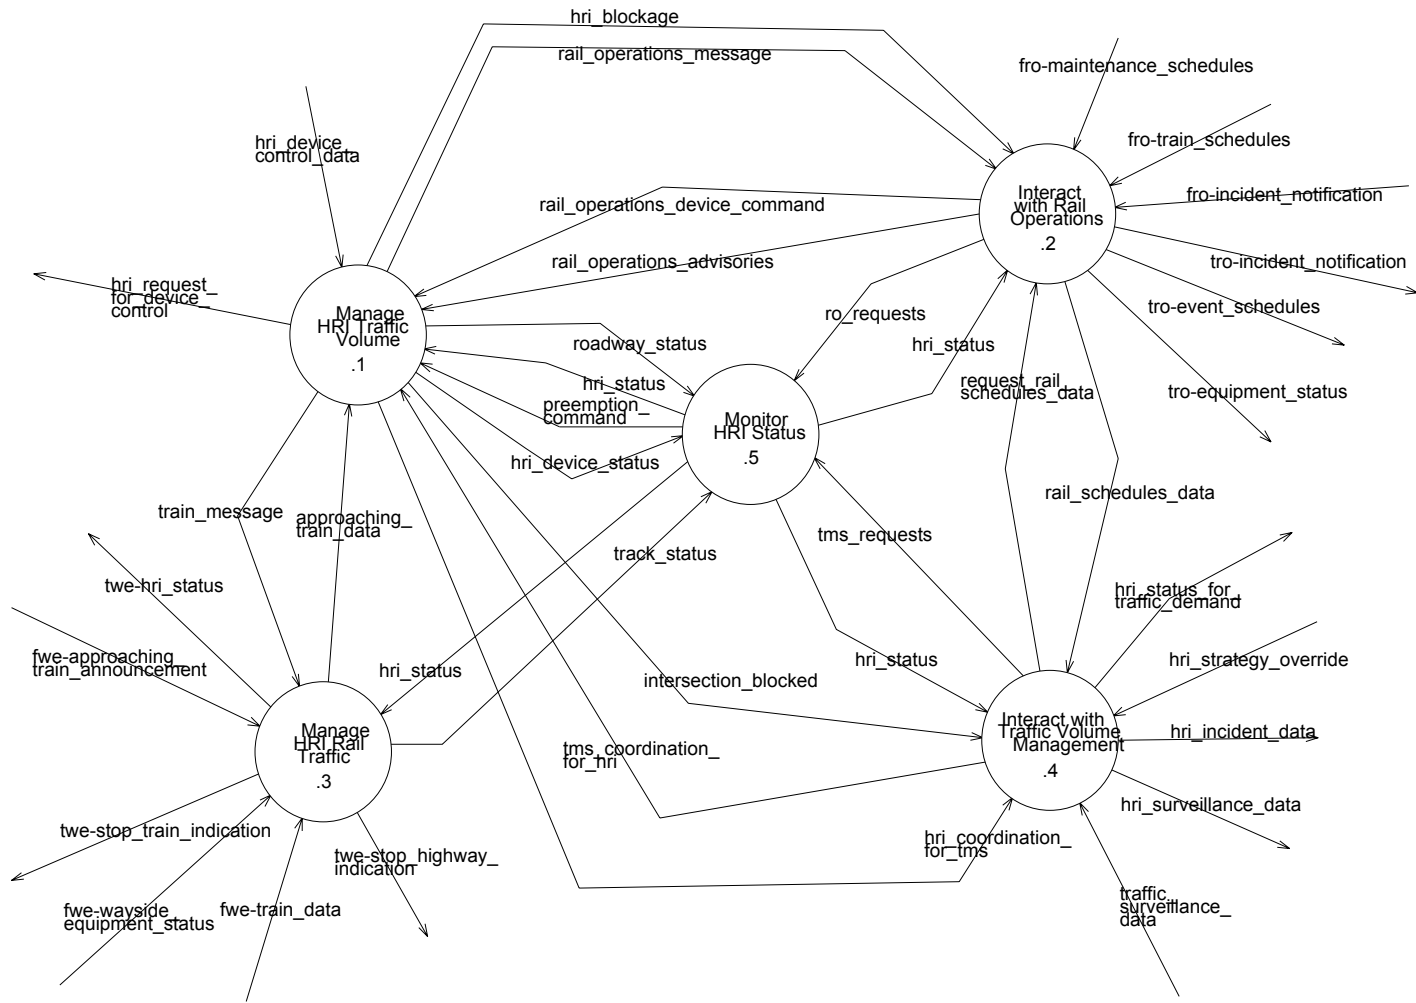 hri_blockage
rail_operations_message
fro-maintenance_schedules
hri_device_
control_data
fro-train_schedules
Interact
with Rail
Operations
.2
fro-incident_notification
rail_operations_device_command
rail_operations_advisories
tro-incident_notification
hri_request_
for_device_
control
Manage
HRI Traffic
Volume
.1
tro-event_schedules
ro_requests
roadway_status
hri_status
hri_status
request_rail_
schedules_data
tro-equipment_status
preemption_
command
Monitor
HRI Status
.5
hri_device_status
rail_schedules_data
train_message
approaching_
train_data
tms_requests
track_status
twe-hri_status
hri_status_for_
traffic_demand
fwe-approaching_
train_announcement
hri_status
hri_status
hri_strategy_override
intersection_blocked
Manage
HRI Rail
Traffic
.3
tms_coordination_
for_hri
Interact with
Traffic Volume
Management
.4
hri_incident_data
hri_surveillance_data
twe-stop_train_indication
twe-stop_highway_
indication
hri_coordination_
for_tms
fwe-wayside_
equipment_status
fwe-train_data
traffic_
surveillance_
data